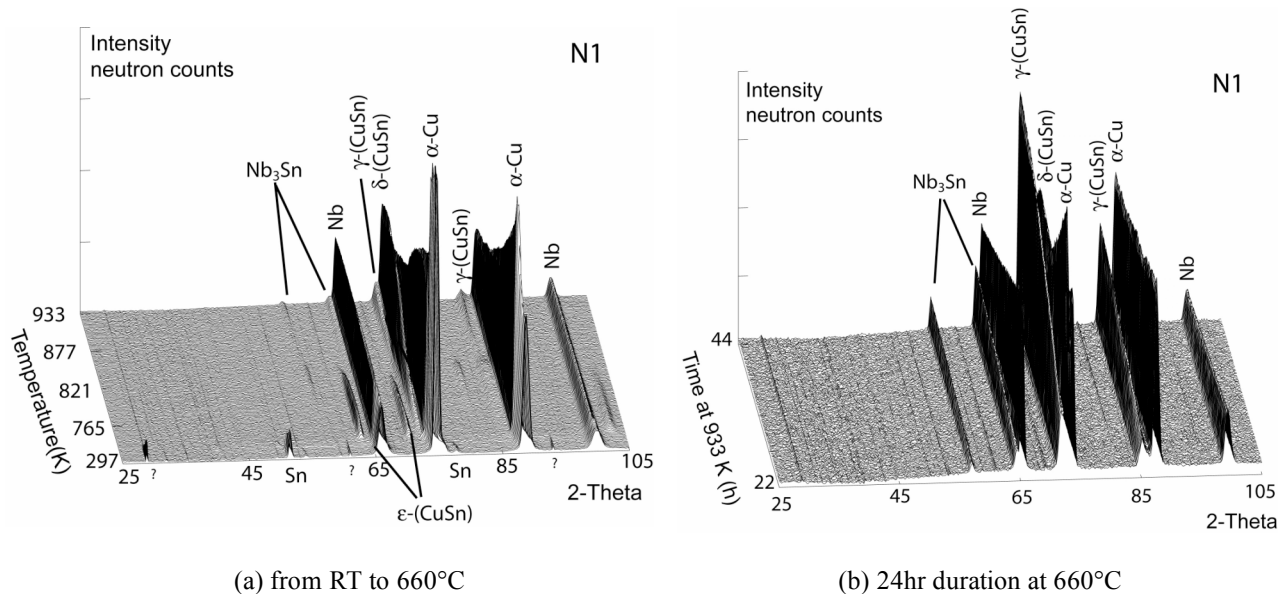 Intensity
neutron counts
N1
Nb₃Sn
Nb
γ-(CuSn)
δ-(CuSn)
α-Cu
γ-(CuSn)
α-Cu
Nb
933
877
821
765
297
Temperature(K)
25
?
45
Sn
?
65
Sn
85
?
105
2-Theta
ε-(CuSn)
(a) from RT to 660°C
Intensity
neutron counts
N1
Nb₃Sn
Nb
γ-(CuSn)
δ-(CuSn)
α-Cu
γ-(CuSn)
α-Cu
Nb
44
22
Time at 933 K (h)
25
45
65
85
105
2-Theta
(b) 24hr duration at 660°C